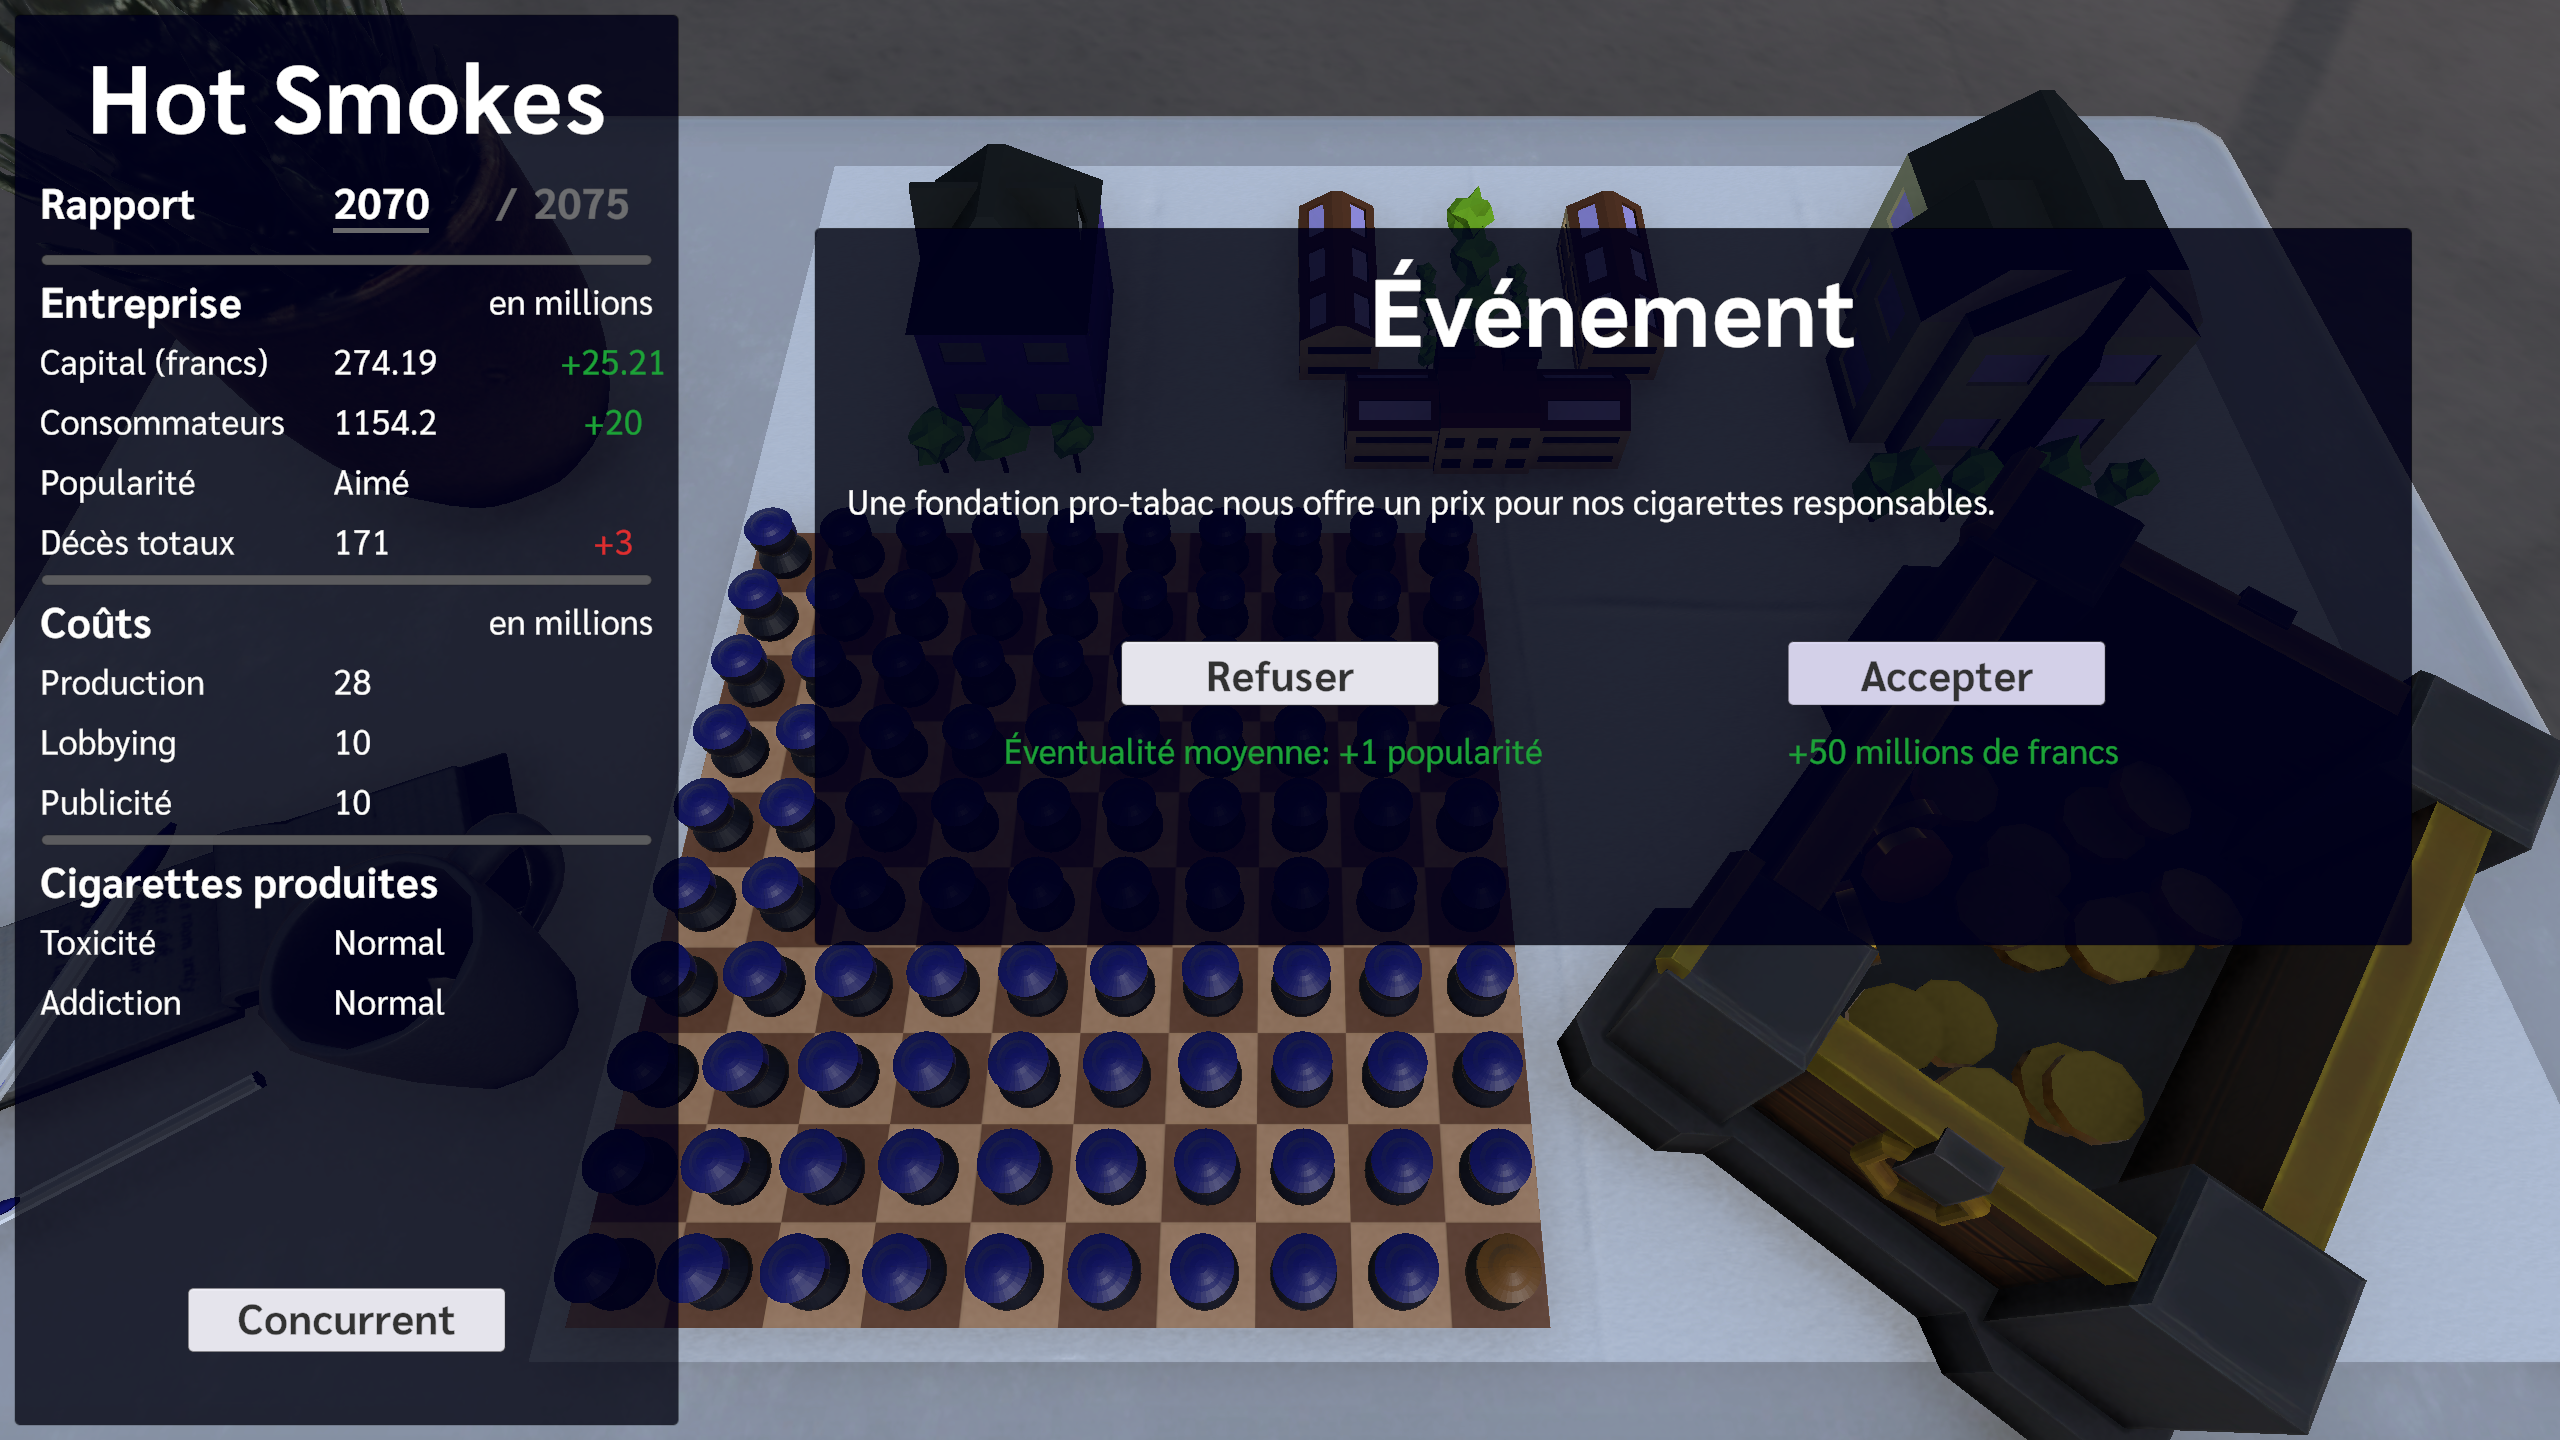 Hot Smokes
Rapport 2070 / 2075
Entreprise en millions
Capital (francs) 274.19 +25.21
Consommateurs 1154.2 +20
Popularité Aimé
Décès totaux 171 +3
Coûts en millions
Production 28
Lobbying 10
Publicité 10
Cigarettes produites
Toxicité Normal
Addiction Normal
Concurrent
Événement
Une fondation pro-tabac nous offre un prix pour nos cigarettes responsables.
Refuser Accepter
Éventualité moyenne: +1 popularité +50 millions de francs